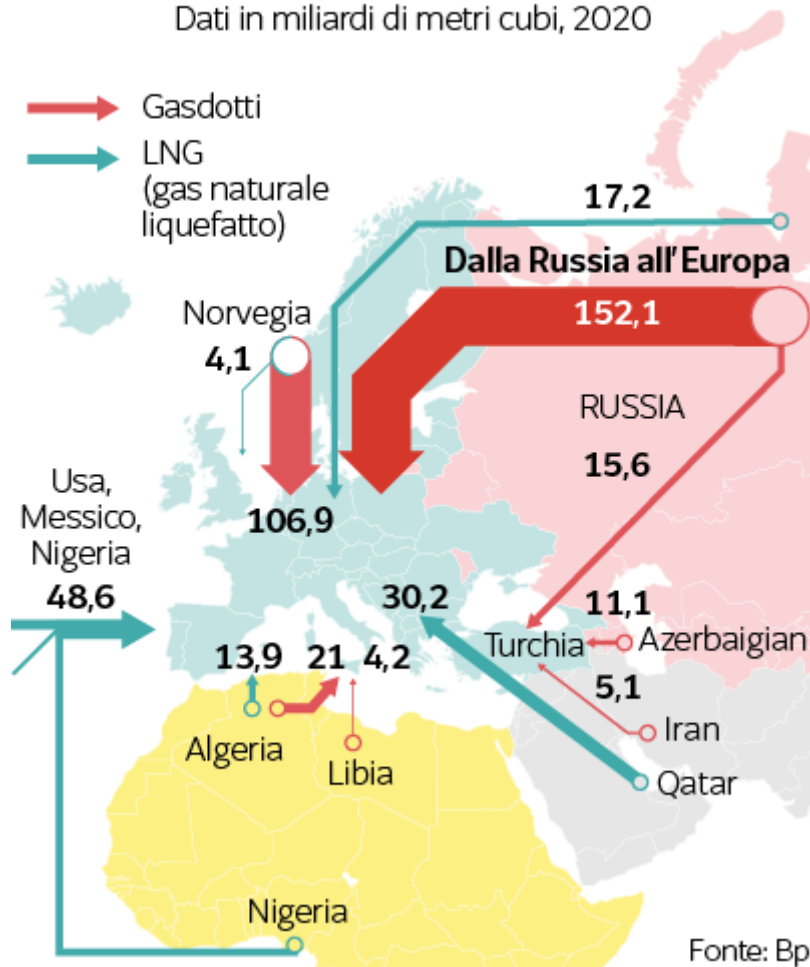 Dati in miliardi di metri cubi, 2020
Gasdotti
LNG
(gas naturale
liquefatto)
17,2
Dalla Russia all'Europa
152,1
Norvegia
4,1
RUSSIA
15,6
Usa,
Messico,
Nigeria
48,6
106,9
30,2
11,1
Turchia
Azerbaigian
13,9
21
4,2
5,1
Iran
Algeria
Libia
Qatar
Nigeria
Fonte: Bp